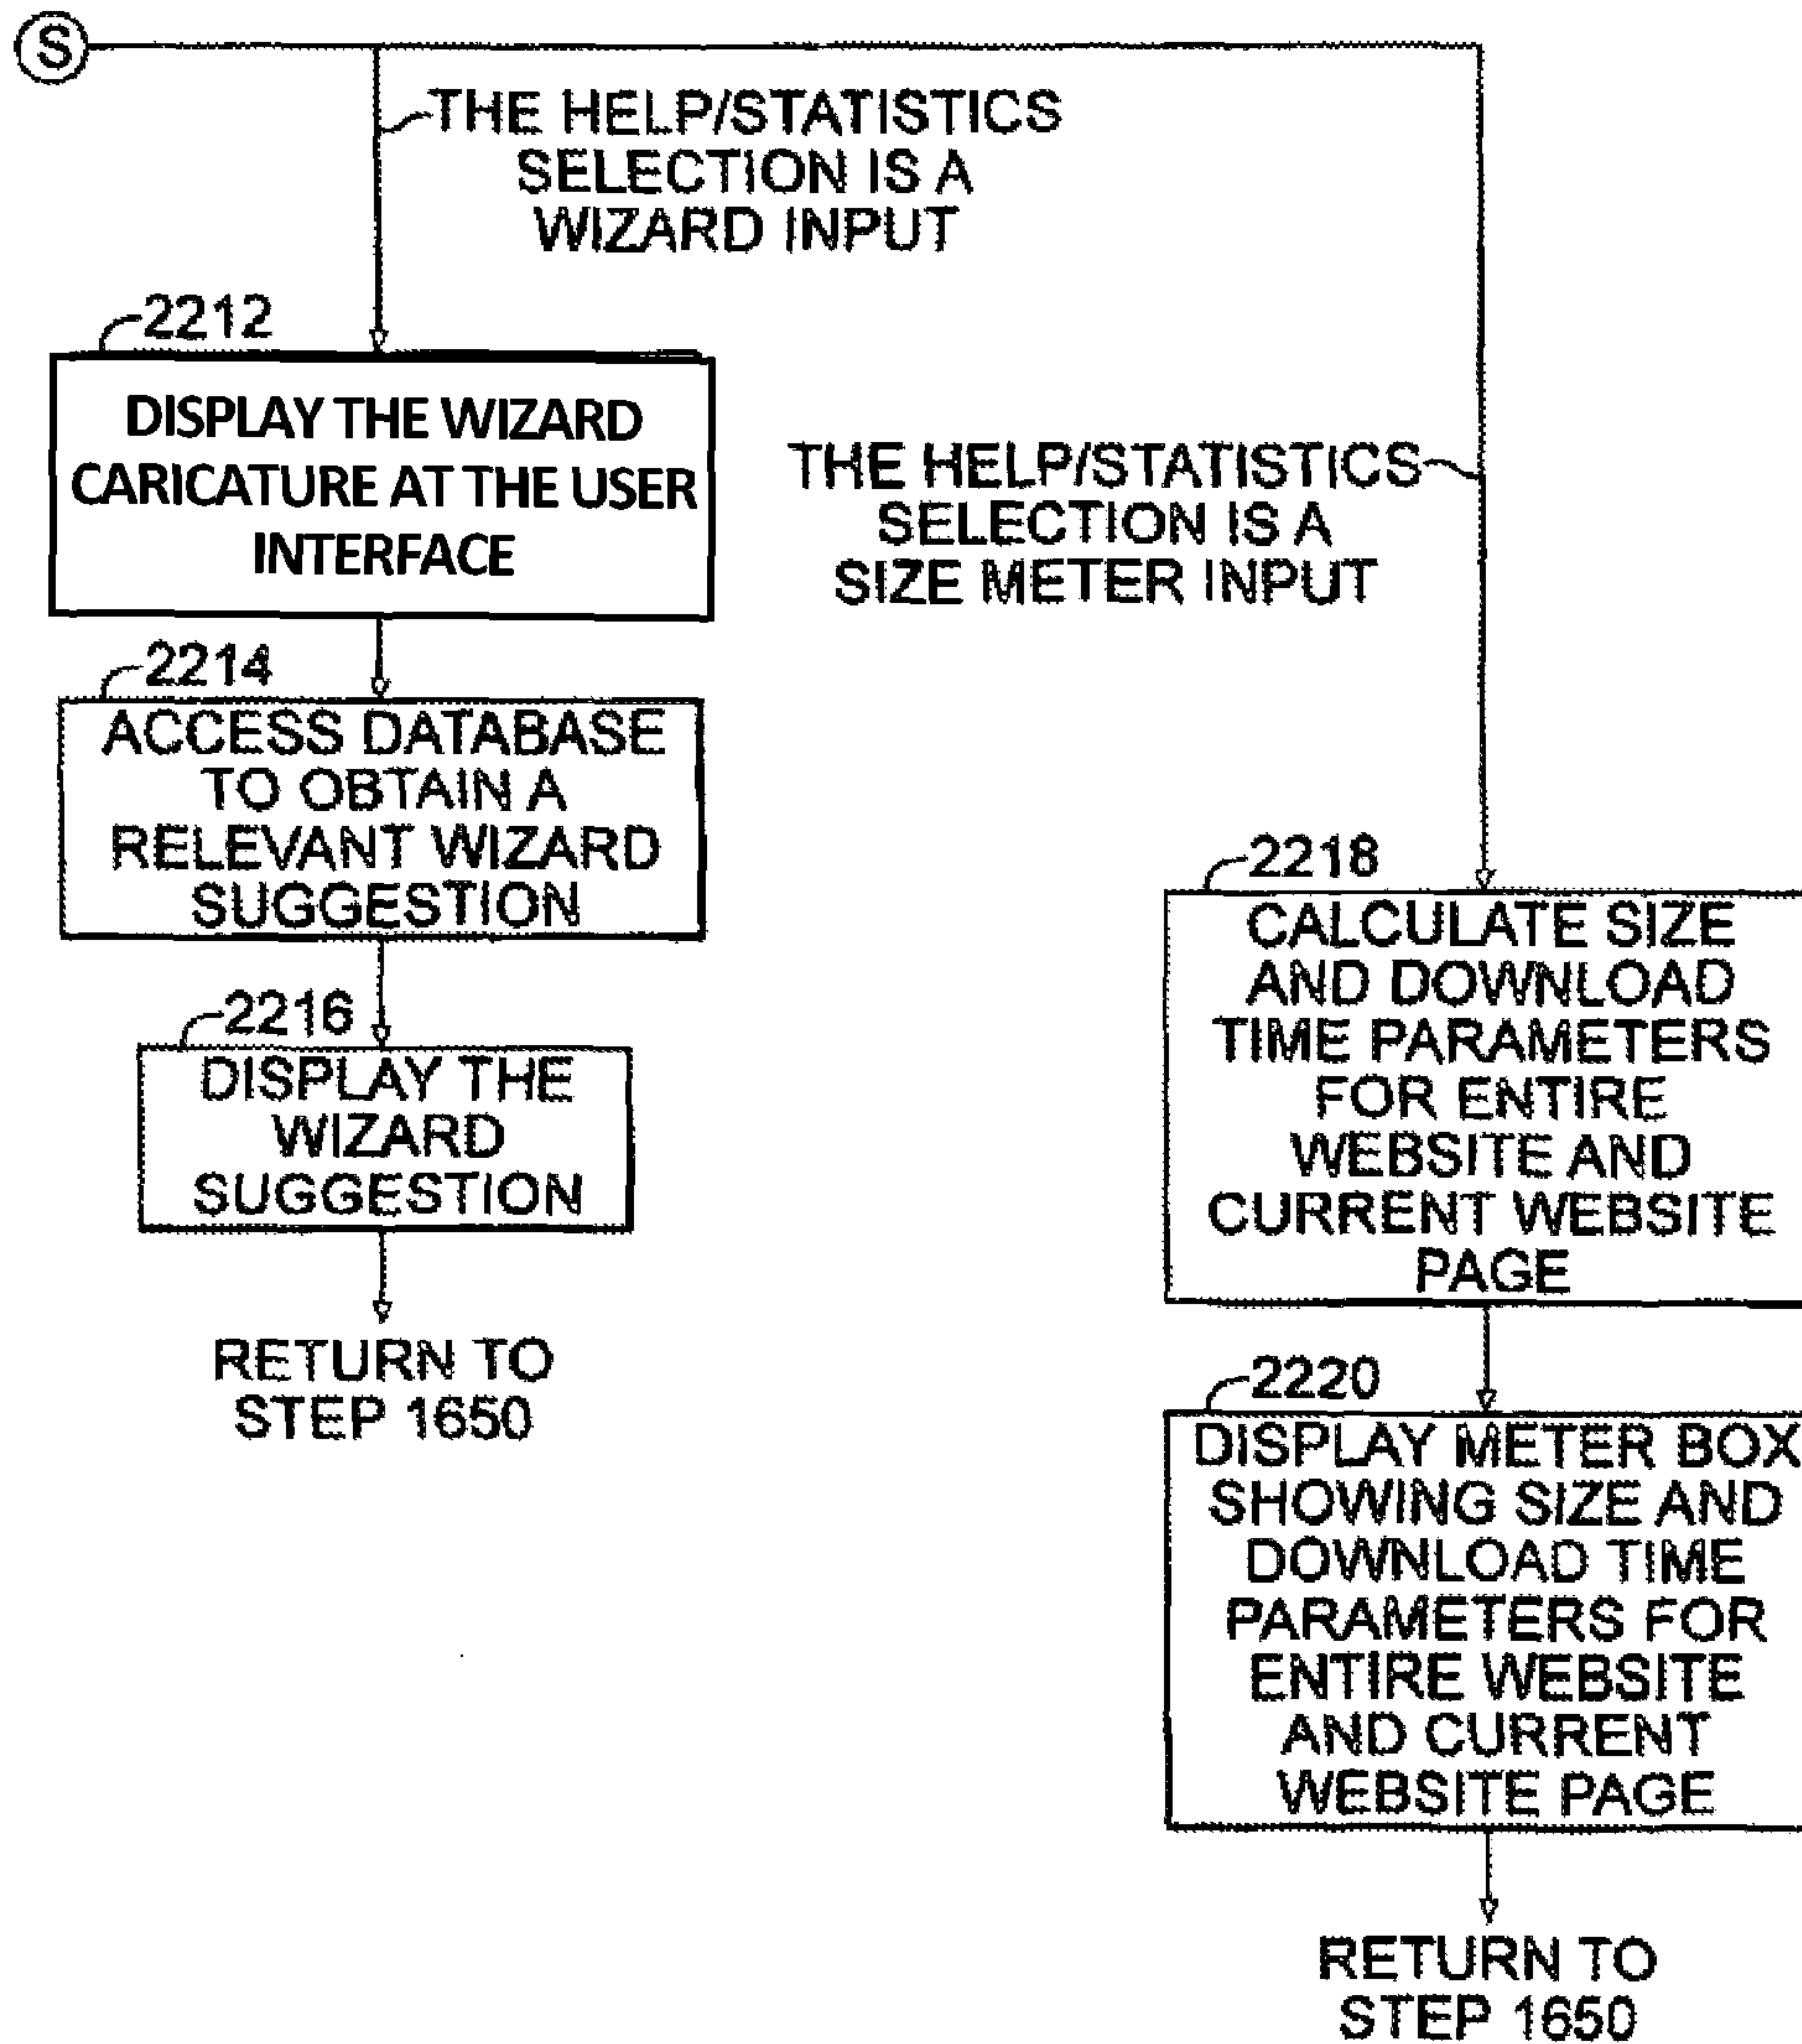 S
THE HELP/STATISTICS
SELECTION IS A
WIZARD INPUT
2212
DISPLAY THE WIZARD
CARICATURE AT THE USER
INTERFACE
2214
ACCESS DATABASE
TO OBTAIN A
RELEVANT WIZARD
SUGGESTION
2216
DISPLAY THE
WIZARD
SUGGESTION
RETURN TO
STEP 1650
THE HELP/STATISTICS
SELECTION IS A
SIZE METER INPUT
2218
CALCULATE SIZE
AND DOWNLOAD
TIME PARAMETERS
FOR ENTIRE
WEBSITE AND
CURRENT WEBSITE
PAGE
2220
DISPLAY METER BOX
SHOWING SIZE AND
DOWNLOAD TIME
PARAMETERS FOR
ENTIRE WEBSITE
AND CURRENT
WEBSITE PAGE
RETURN TO
STEP 1650